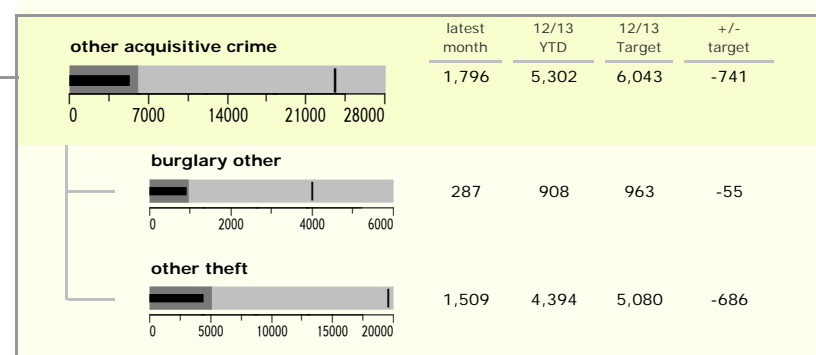 latest 12/13 12/13 +/-
month YTD Target target
other acquisitive crime
1,796 5,302 6,043 -741
0 7000 14000 21000 28000
burglary other
287 908 963 -55
0 2000 4000 6000
other theft
1,509 4,394 5,080 -686
0 5000 10000 15000 20000